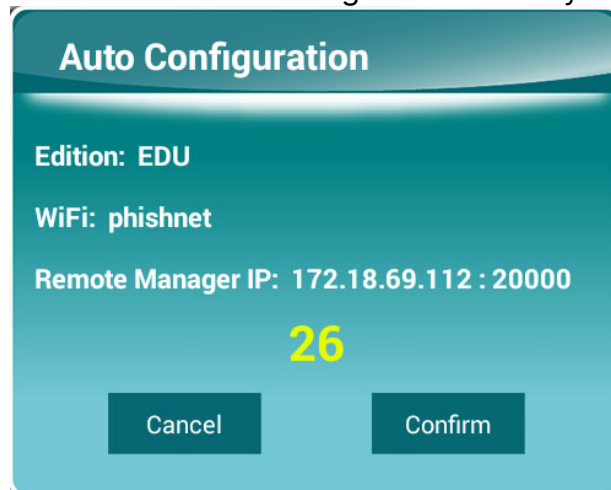 Auto Configuration
Edition: EDU
WiFi: phishnet
Remote Manager IP: 172.18.69.112 : 20000
26
Cancel
Confirm